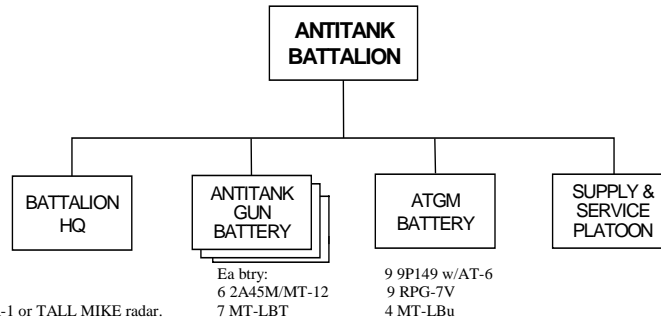 ANTITANK
BATTALION
BATTALION
HQ
ANTITANK
GUN
BATTERY
ATGM
BATTERY
SUPPLY &
SERVICE
PLATOON
Ea btry:
6 2A45M/MT-12
7 MT-LBT
9 9P149 w/AT-6
9 RPG-7V
4 MT-LBu
-1 or TALL MIKE radar.